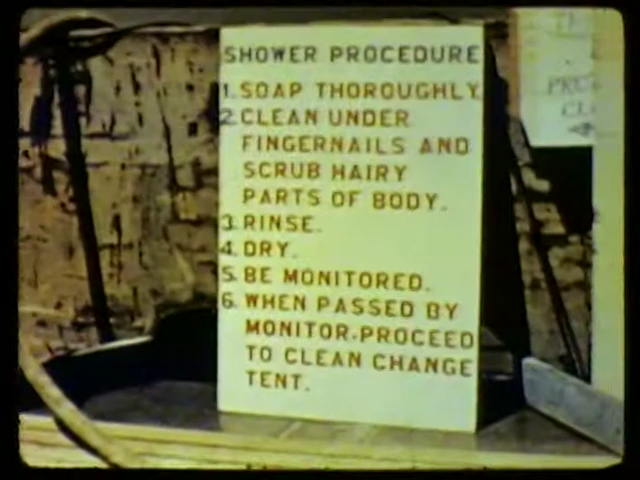 SHOWER PROCEDURE
1. SOAP THOROUGHLY.
2. CLEAN UNDER
FINGERNAILS AND
SCRUB HAIRY
PARTS OF BODY.
3. RINSE.
4. DRY.
5. BE MONITORED.
6. WHEN PASSED BY
MONITOR-PROCEED
TO CLEAN CHANGE
TENT.